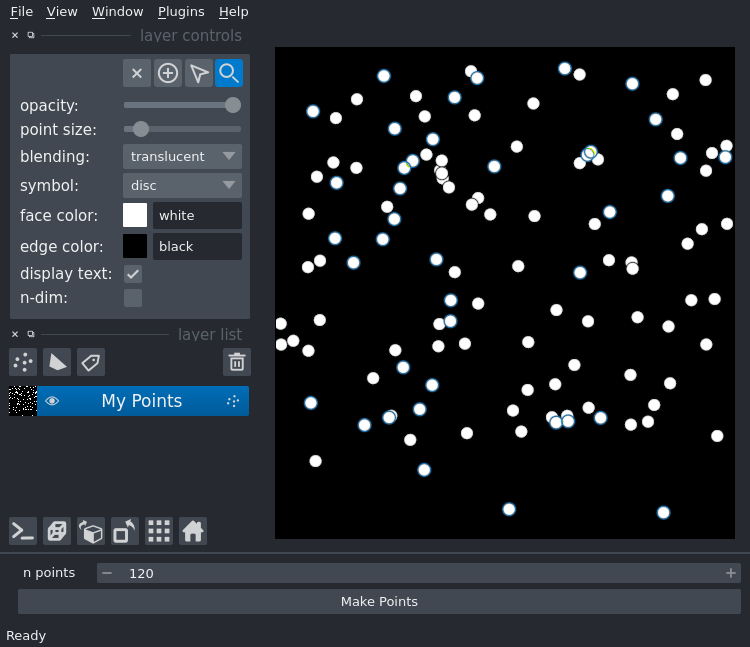 File View Window Plugins Help
layer controls
opacity:
point size:
blending: translucent
symbol: disc
face color: white
edge color: black
display text:
n-dim:
layer list
My Points
n points 120
Make Points
Ready